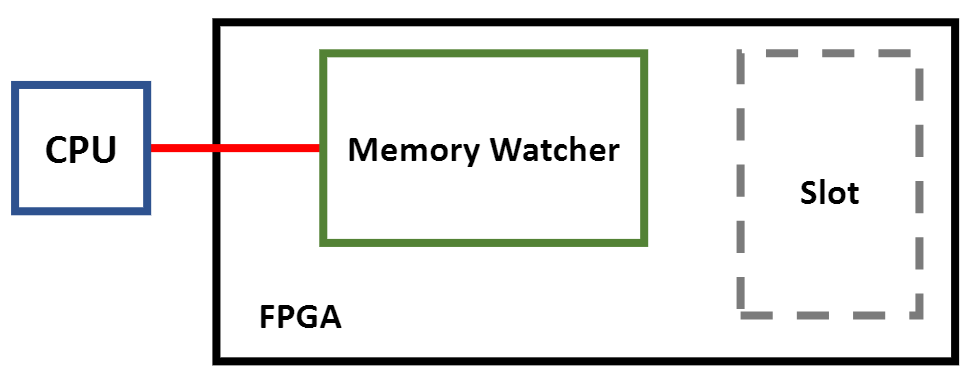 CPU
Memory Watcher
Slot
FPGA